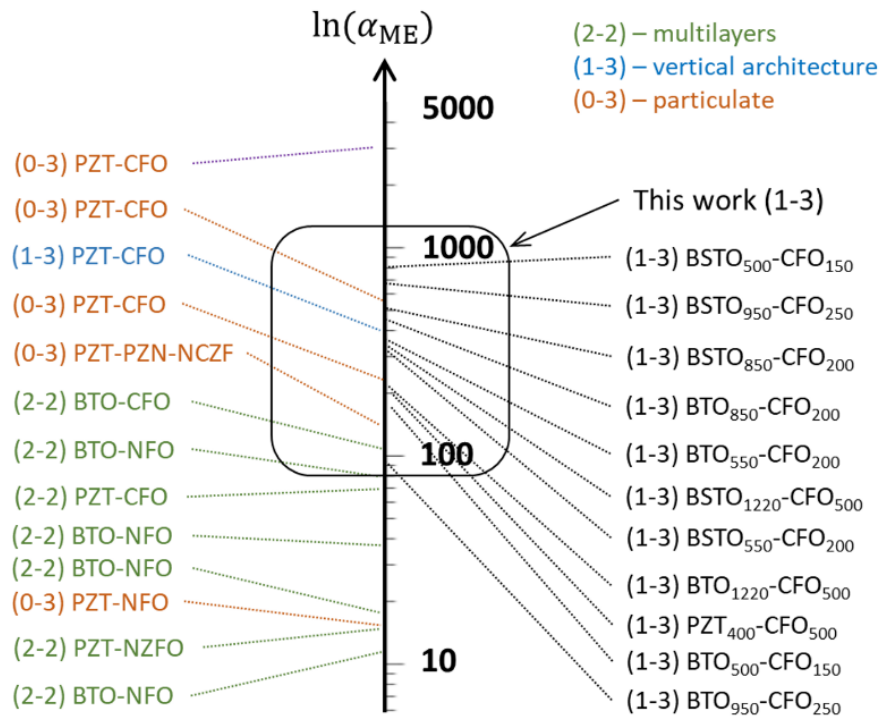 ln(α_ME)
(2-2) – multilayers
(1-3) – vertical architecture
(0-3) – particulate
5000
1000
100
10
(0-3) PZT-CFO
(0-3) PZT-CFO
(1-3) PZT-CFO
(0-3) PZT-CFO
(0-3) PZT-PZN-NCZF
(2-2) BTO-CFO
(2-2) BTO-NFO
(2-2) PZT-CFO
(2-2) BTO-NFO
(2-2) BTO-NFO
(0-3) PZT-NFO
(2-2) PZT-NZFO
(2-2) BTO-NFO
This work (1-3)
(1-3) BSTO₅₀₀-CFO₁₅₀
(1-3) BSTO₉₅₀-CFO₂₅₀
(1-3) BSTO₈₅₀-CFO₂₀₀
(1-3) BTO₈₅₀-CFO₂₀₀
(1-3) BTO₅₅₀-CFO₂₀₀
(1-3) BSTO₁₂₂₀-CFO₅₀₀
(1-3) BSTO₅₅₀-CFO₂₀₀
(1-3) BTO₁₂₂₀-CFO₅₀₀
(1-3) PZT₄₀₀-CFO₅₀₀
(1-3) BTO₅₀₀-CFO₁₅₀
(1-3) BTO₉₅₀-CFO₂₅₀